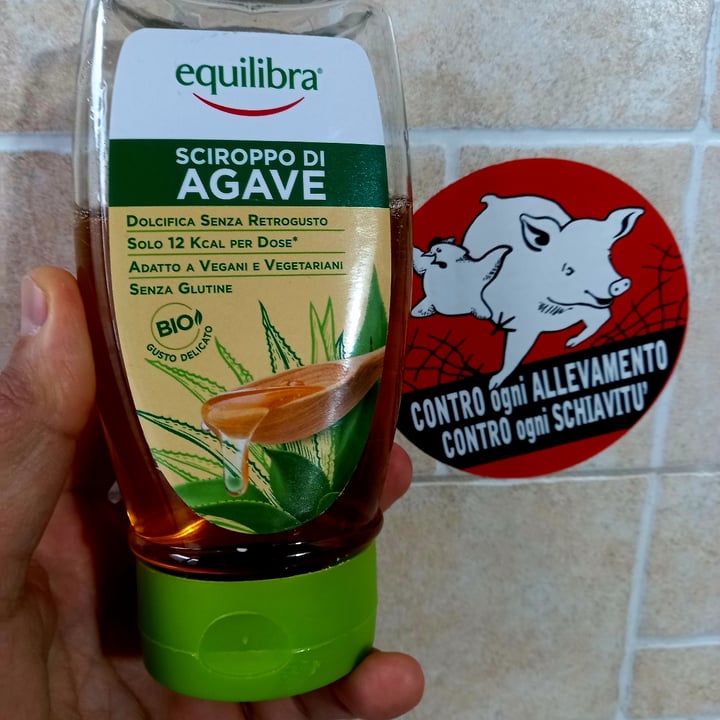 equilibra®
SCIROPPO DI
AGAVE
DOLCIFICA SENZA RETROGUSTO
SOLO 12 KCAL PER DOSE*
ADATTO A VEGANI E VEGETARIANI
SENZA GLUTINE
BIO
GUSTO DELICATO
CONTRO ogni ALLEVAMENTO
CONTRO ogni SCHIAVITU'